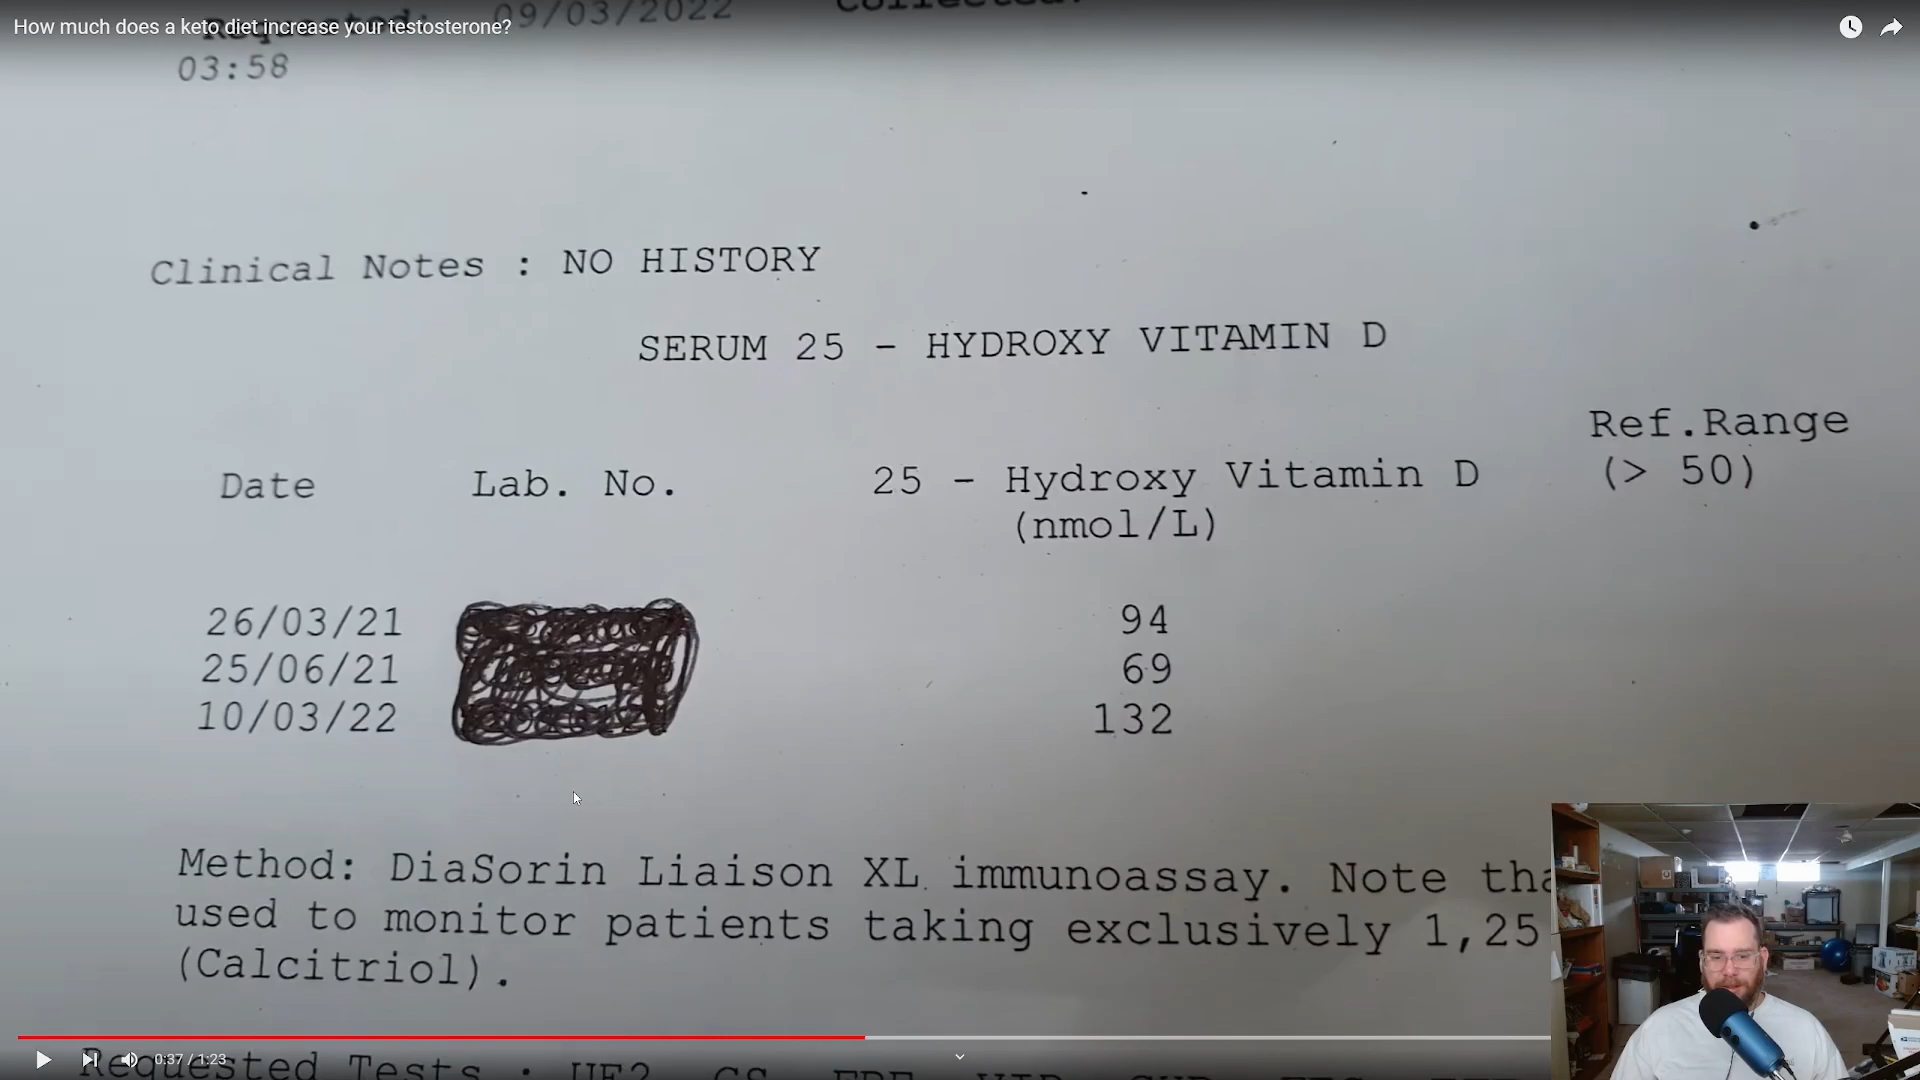 How much does a keto diet increase your testosterone?
Requested: 09/03/2022 Collected:
03:58
Clinical Notes : NO HISTORY
SERUM 25 - HYDROXY VITAMIN D
Date Lab. No. 25 - Hydroxy Vitamin D Ref.Range
(nmol/L) (> 50)
26/03/21 94
25/06/21 69
10/03/22 132
Method: DiaSorin Liaison XL immunoassay. Note
used to monitor patients taking exclusively 1,25
(Calcitriol).
0:37 / 1:23
Requested Tests :